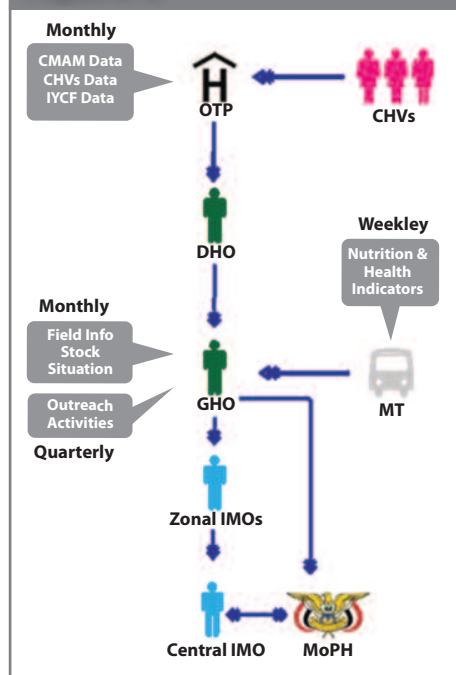 Monthly
CMAM Data
CHVs Data
IYCF Data
H
OTP
CHVs
DHO
Weekley
Nutrition &
Health
Indicators
Monthly
Field Info
Stock
Situation
GHO
MT
Outreach
Activities
Quarterly
Zonal IMOs
Central IMO
MoPH